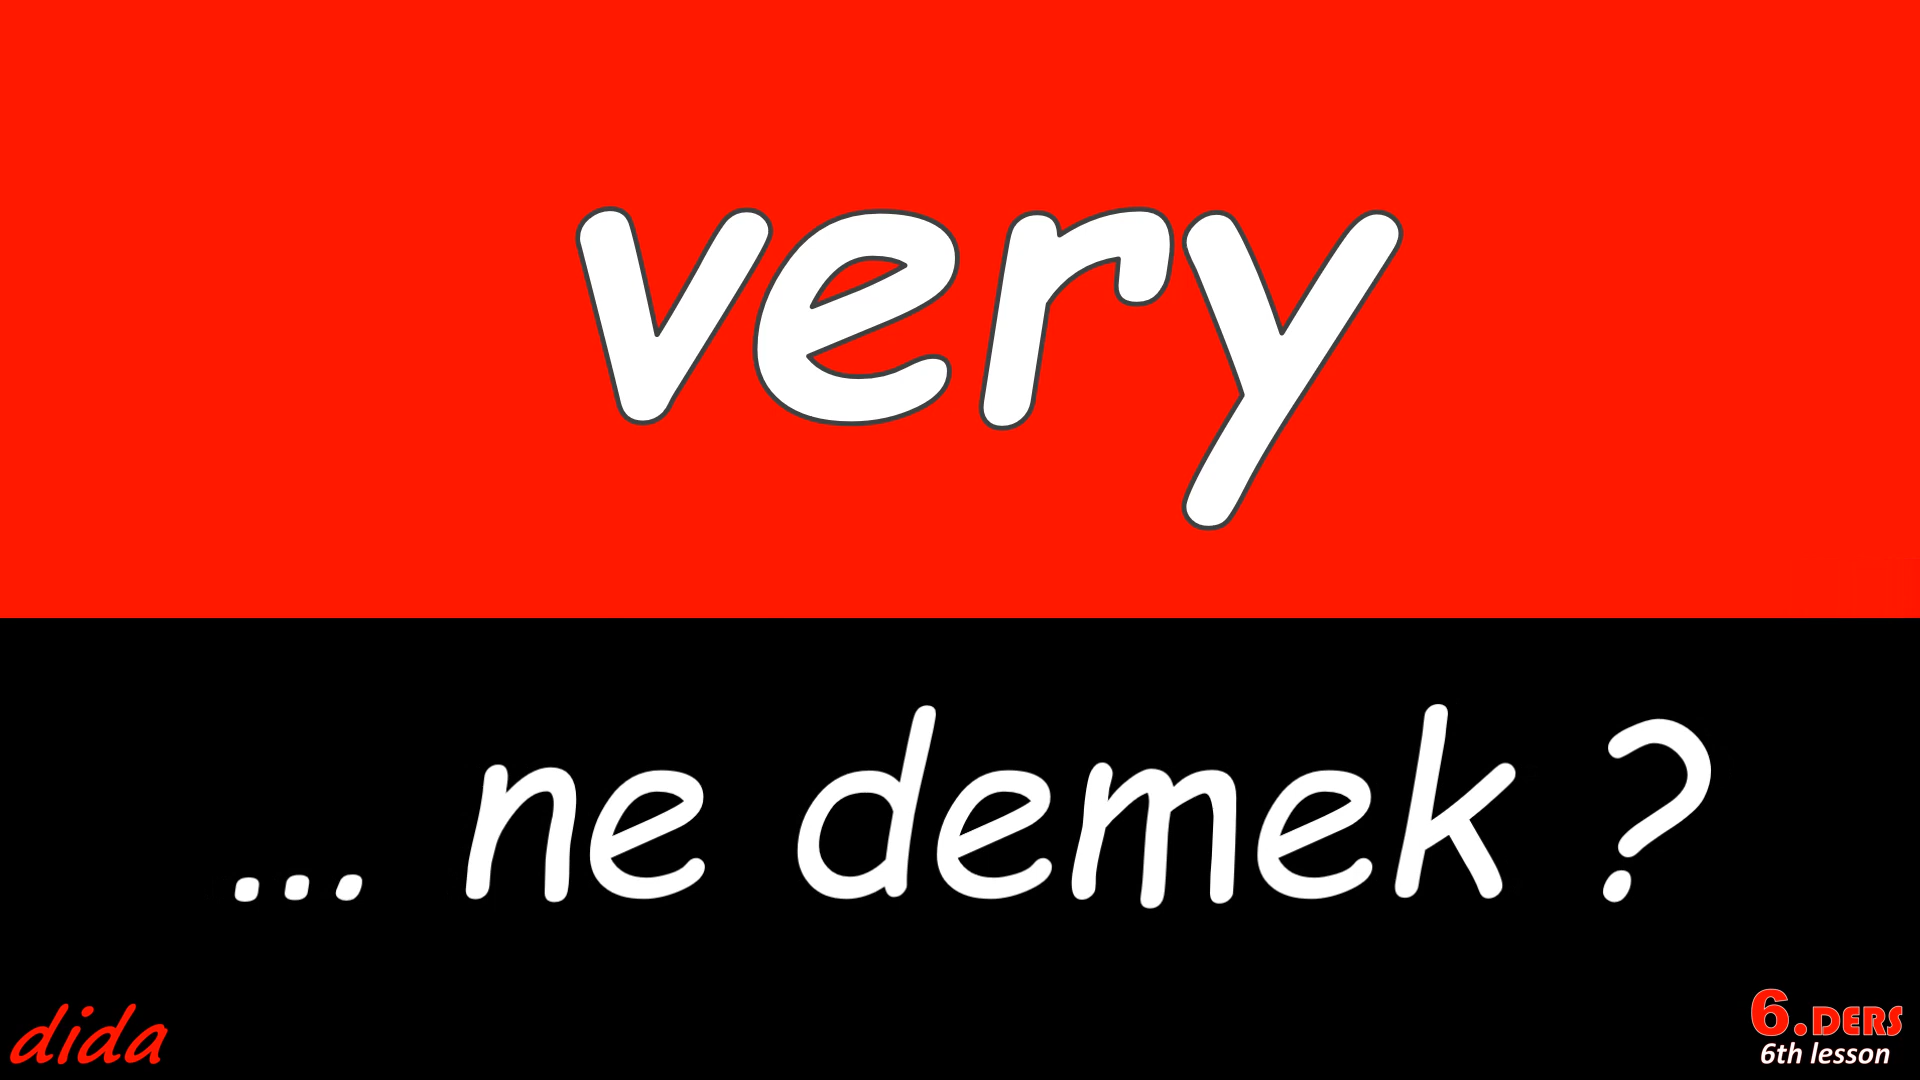 very
... ne demek ?
dida
6.DERS
6th lesson